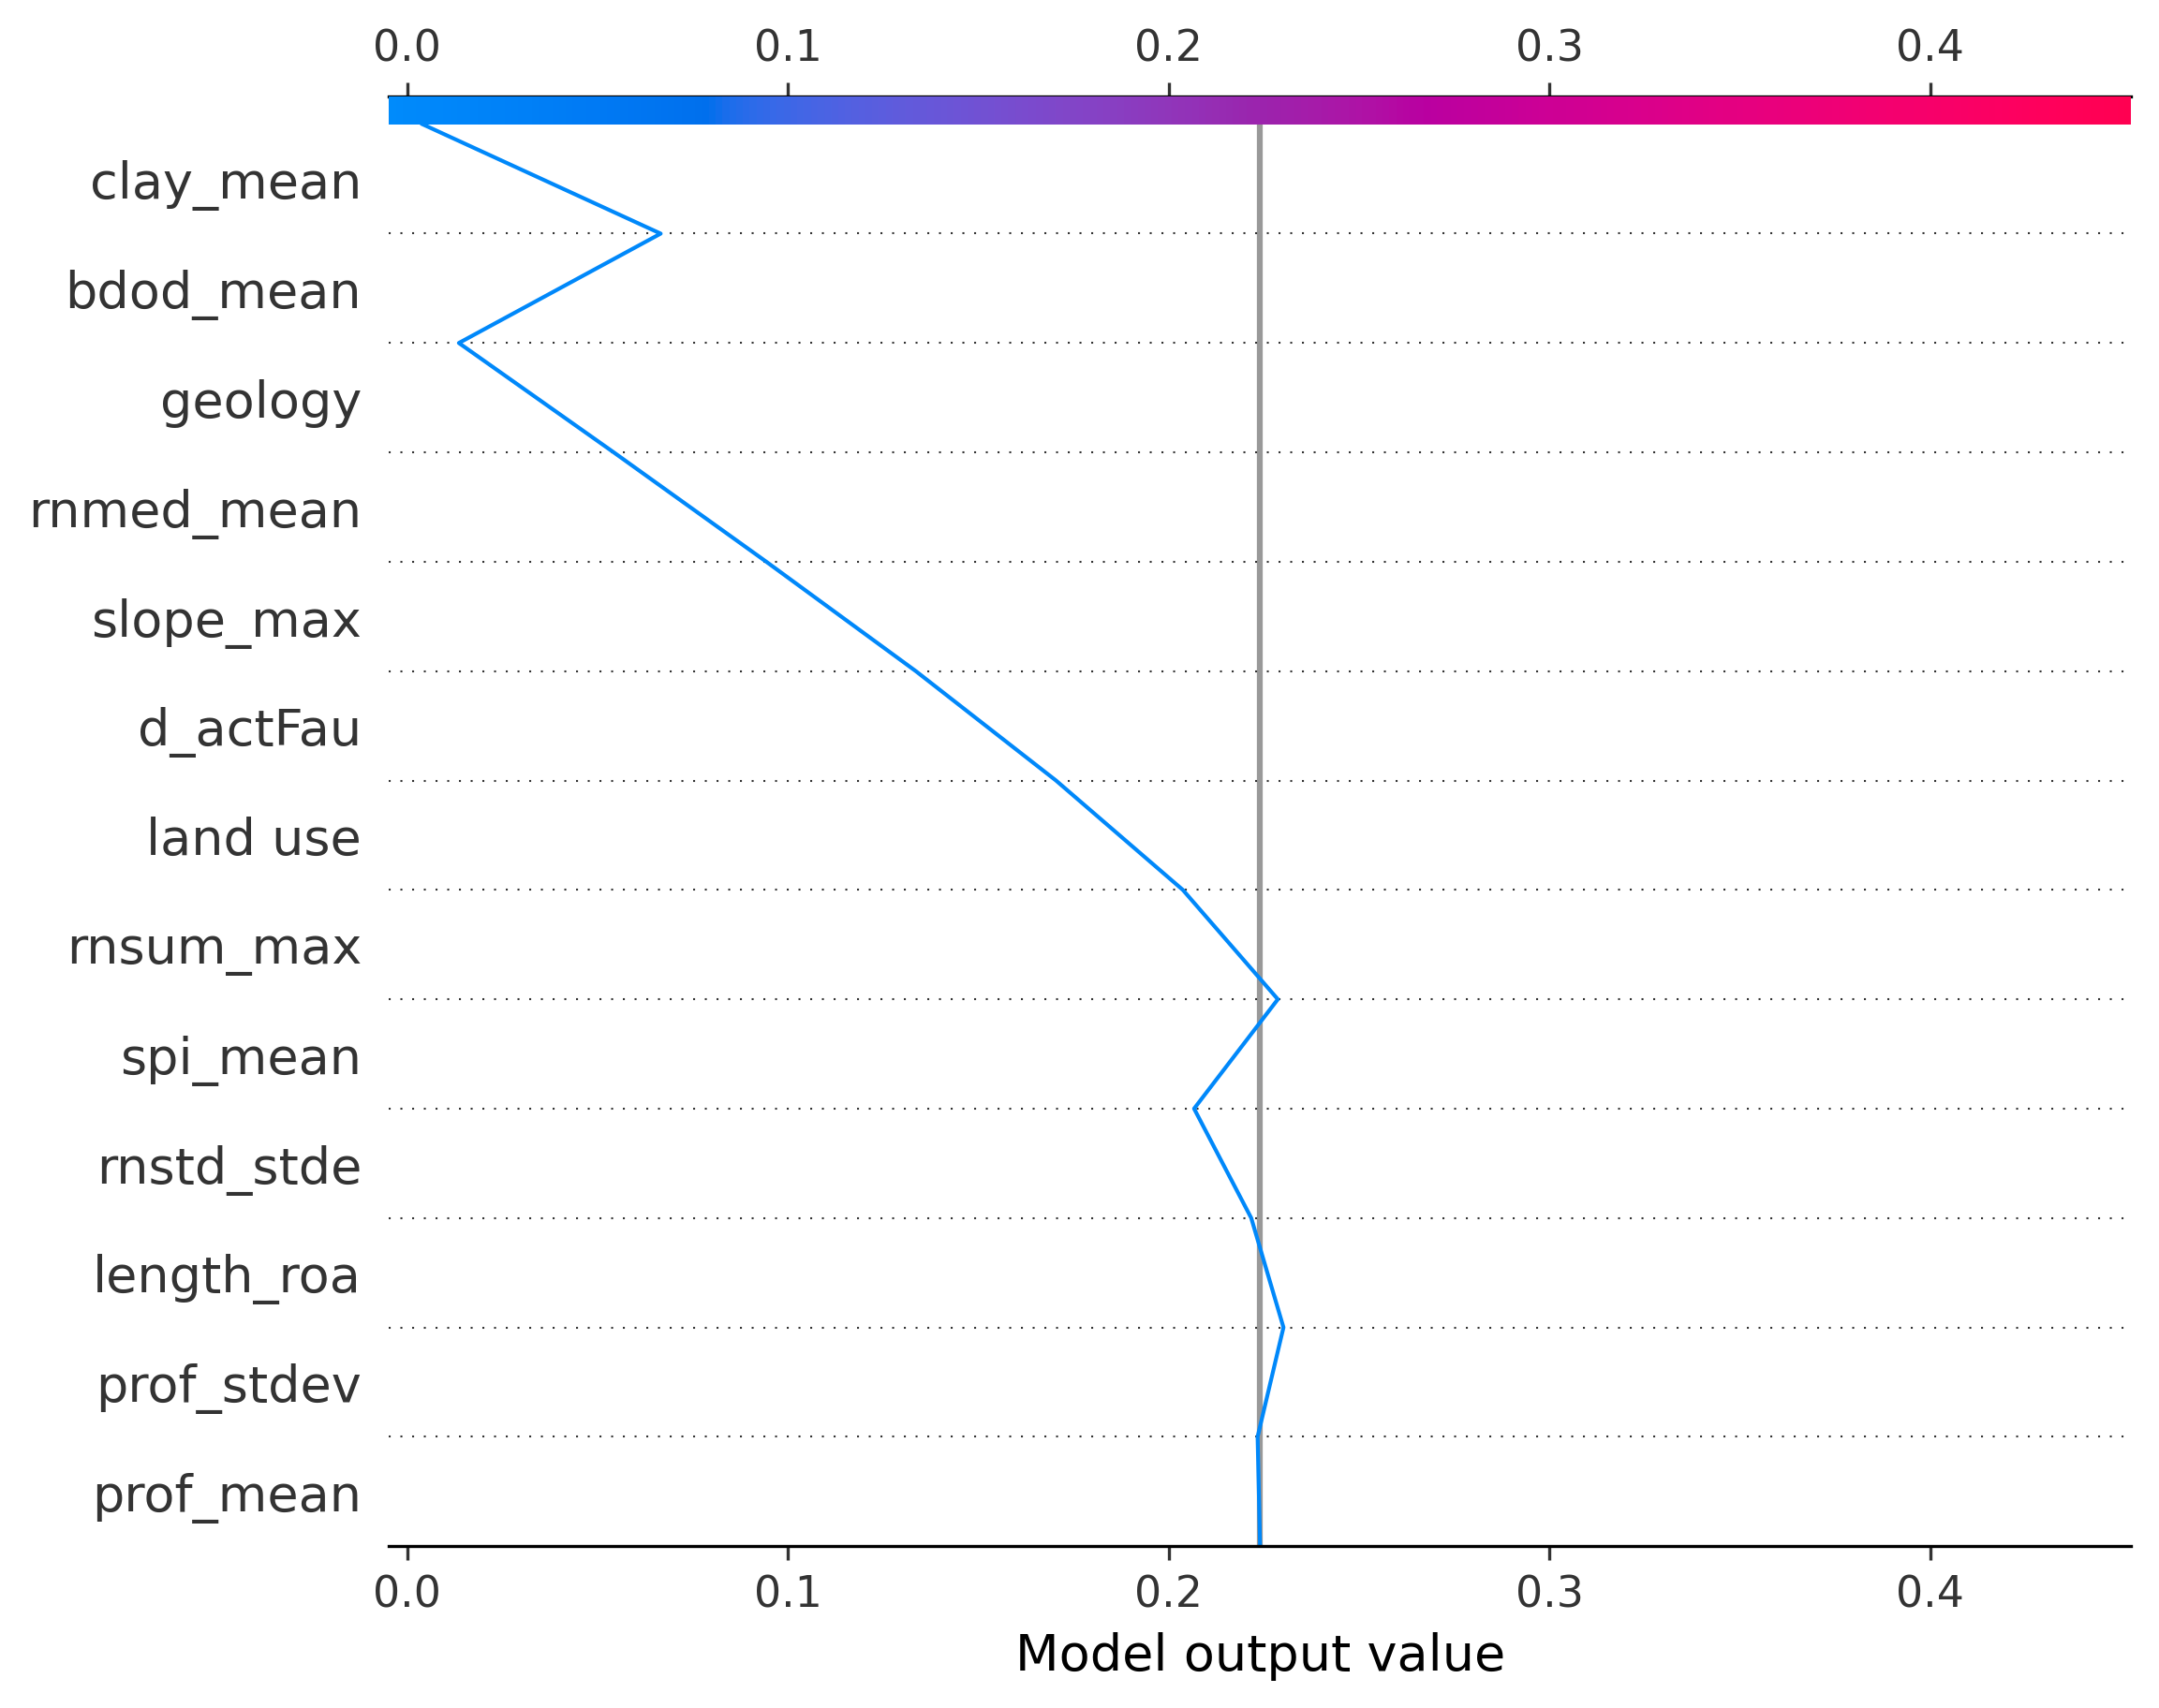 0.0 0.1 0.2 0.3 0.4
clay_mean
bdod_mean
geology
rnmed_mean
slope_max
d_actFau
land use
rnsum_max
spi_mean
rnstd_stde
length_roa
prof_stdev
prof_mean
0.0 0.1 0.2 0.3 0.4
Model output value